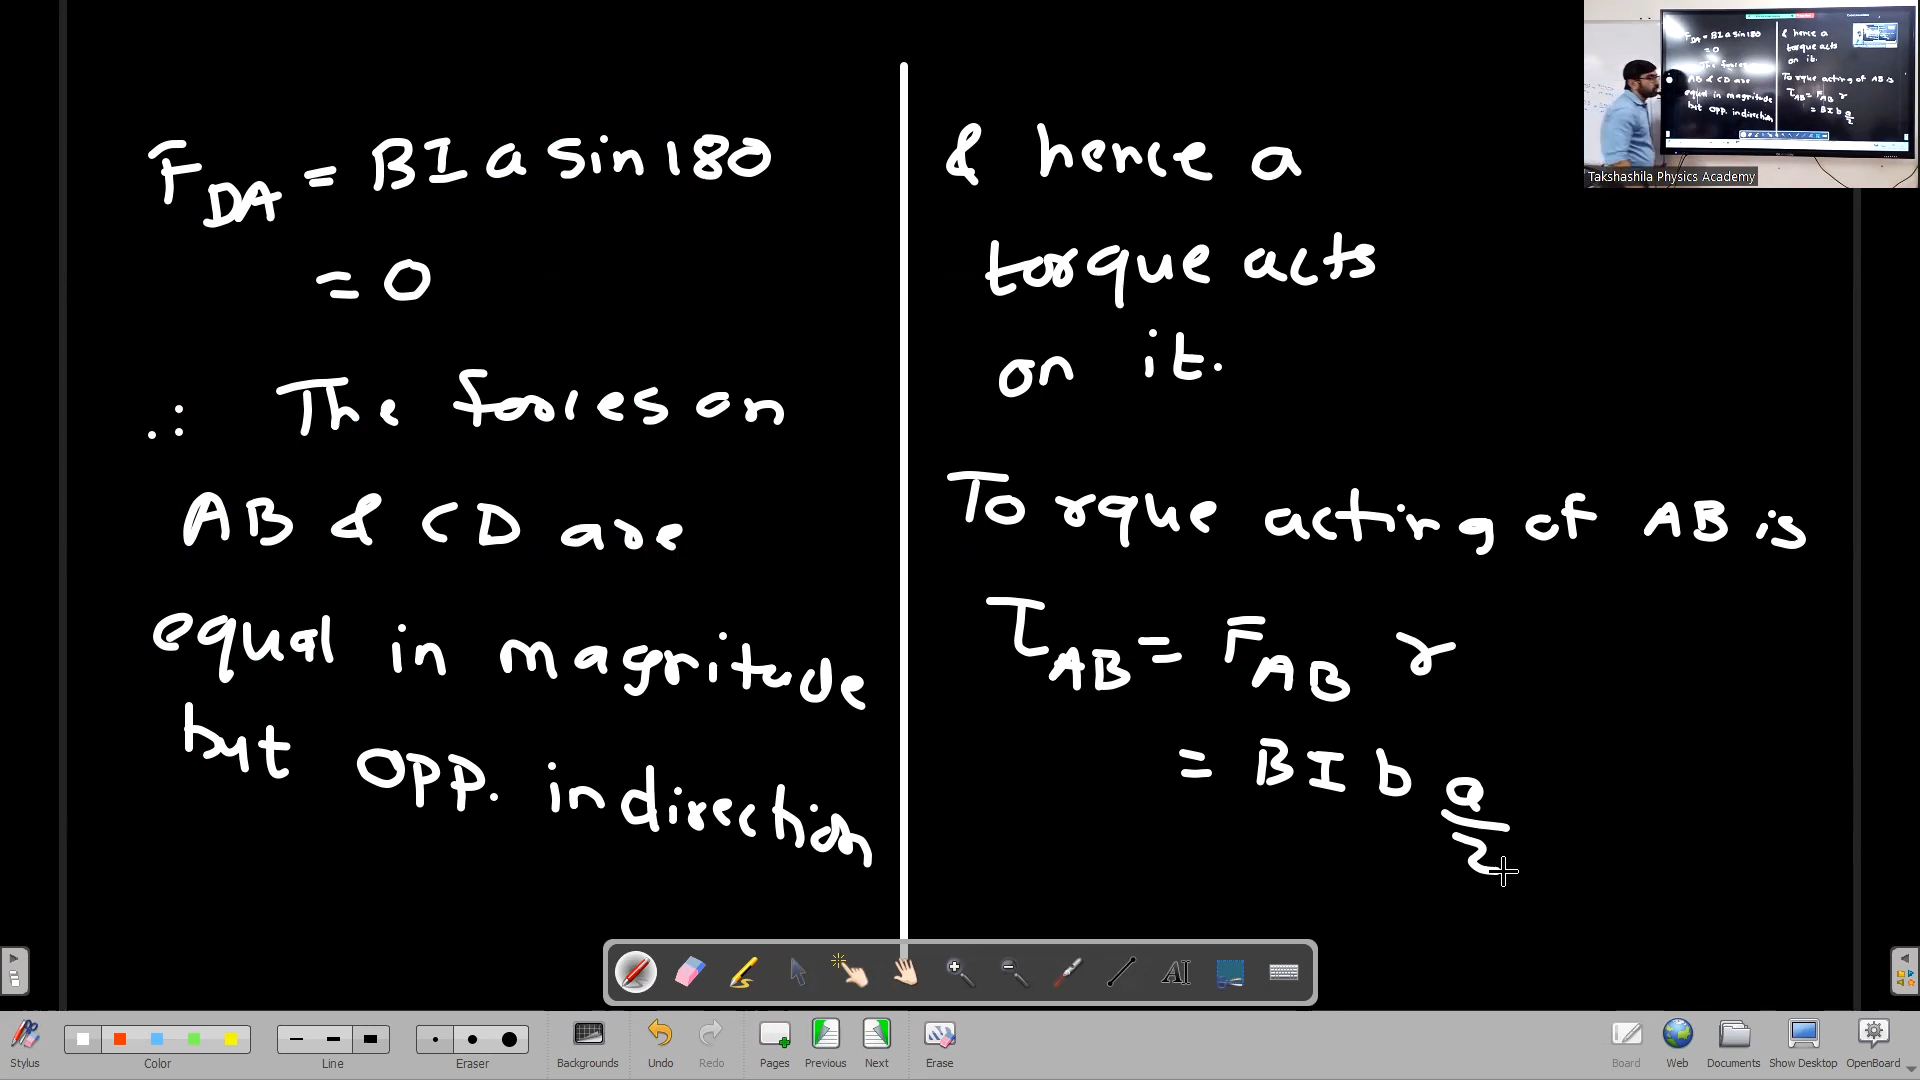 F_DA = BI a sin 180
= 0
∴ The forces on
AB & CD are
equal in magnitude
but opp. in direction
& hence a
torque acts
on it.
Torque acting of AB is
τ_AB = F_AB r
= B I b a/2
Takshashila Physics Academy
Stylus
Color
Line
Eraser
Backgrounds
Undo
Redo
Pages
Previous
Next
Erase
Board
Web
Documents
Show Desktop
OpenBoard